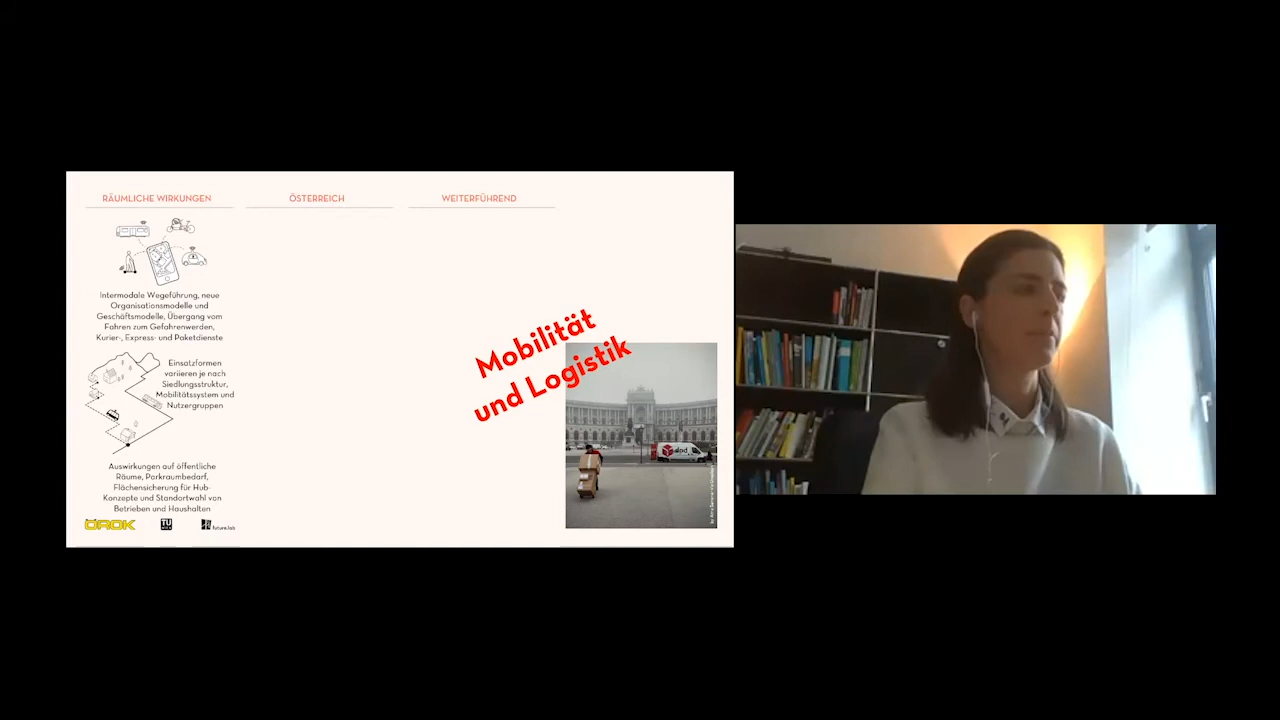 RÄUMLICHE WIRKUNGEN
ÖSTERREICH
WEITERFÜHREND
Intermodale Wegeführung, neue
Organisationsmodelle und
Geschäftsmodelle, Übergang vom
Fahren zum Gefahrenwerden,
Kurier-, Express- und Paketdienste
Einsatzformen
variieren je nach
Siedlungsstruktur,
Mobilitätssystem und
Nutzergruppen
Auswirkungen auf öffentliche
Räume, Parkraumbedarf,
Flächensicherung für Hub-
Konzepte und Standortwahl von
Betrieben und Haushalten
ÖROK
TU
future.lab
Mobilität
und Logistik
dpd